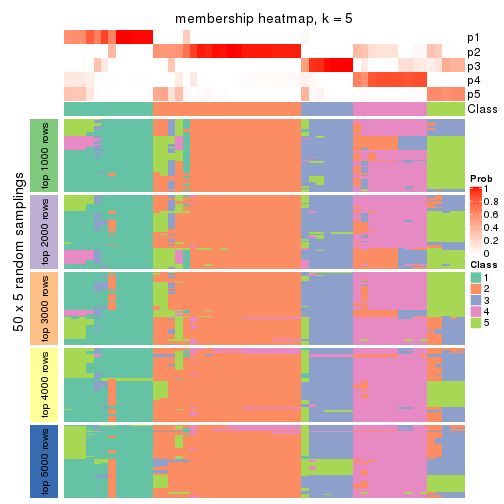 membership heatmap, k = 5
p1
p2
p3
p4
p5
Class
50 x 5 random samplings
top 1000 rows
top 2000 rows
top 3000 rows
top 4000 rows
top 5000 rows
Prob
1
0.8
0.6
0.4
0.2
0
Class
1
2
3
4
5